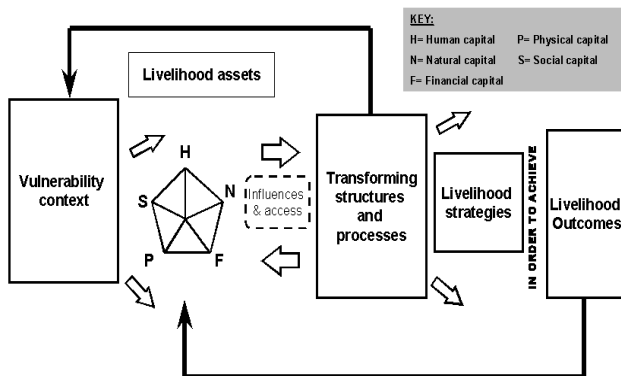 KEY:
H= Human capital P= Physical capital
N= Natural capital S= Social capital
F= Financial capital
Livelihood assets
Vulnerability
context
H
S
N
P
F
Influences
& access
Transforming
structures
and
processes
Livelihood
strategies
IN ORDER TO ACHIEVE
Livelihood
Outcomes